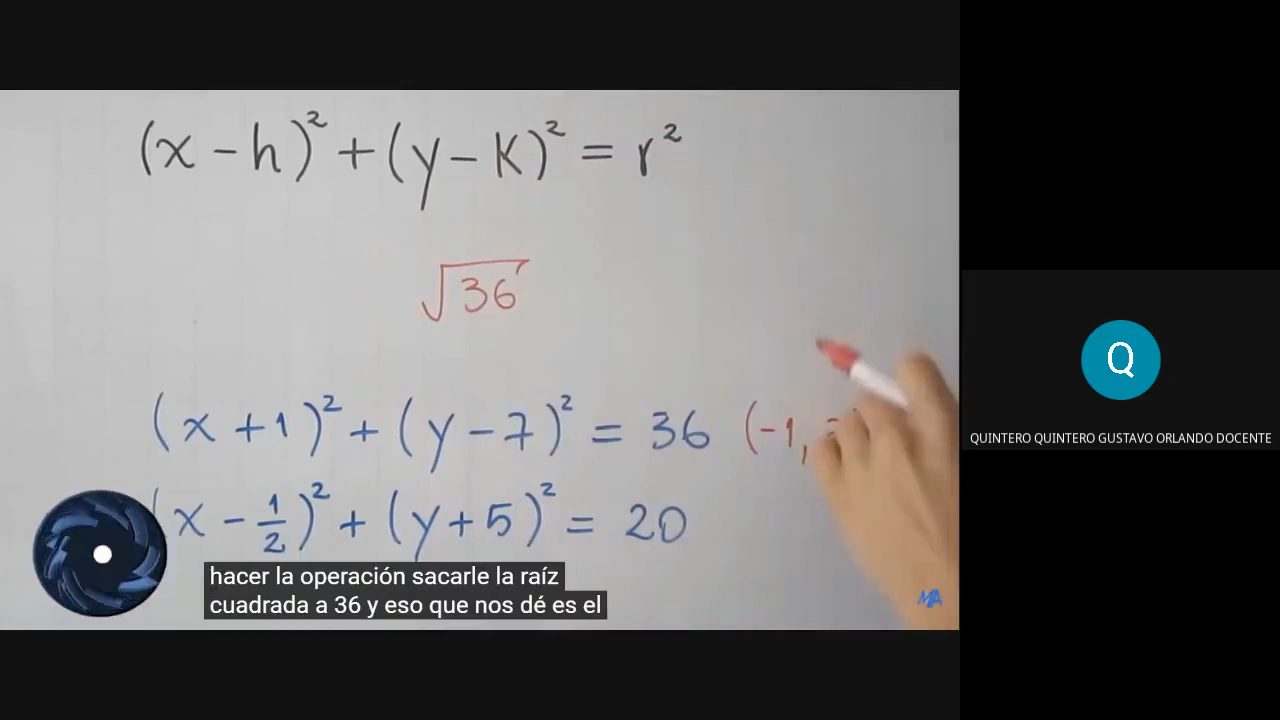 (x - h)² + (y - K)² = r²
√36
(x + 1)² + (y - 7)² = 36 (-1,
(x - 1/2)² + (y + 5)² = 20
hacer la operación sacarle la raíz
cuadrada a 36 y eso que nos dé es el
MA
Q
QUINTERO QUINTERO GUSTAVO ORLANDO DOCENTE